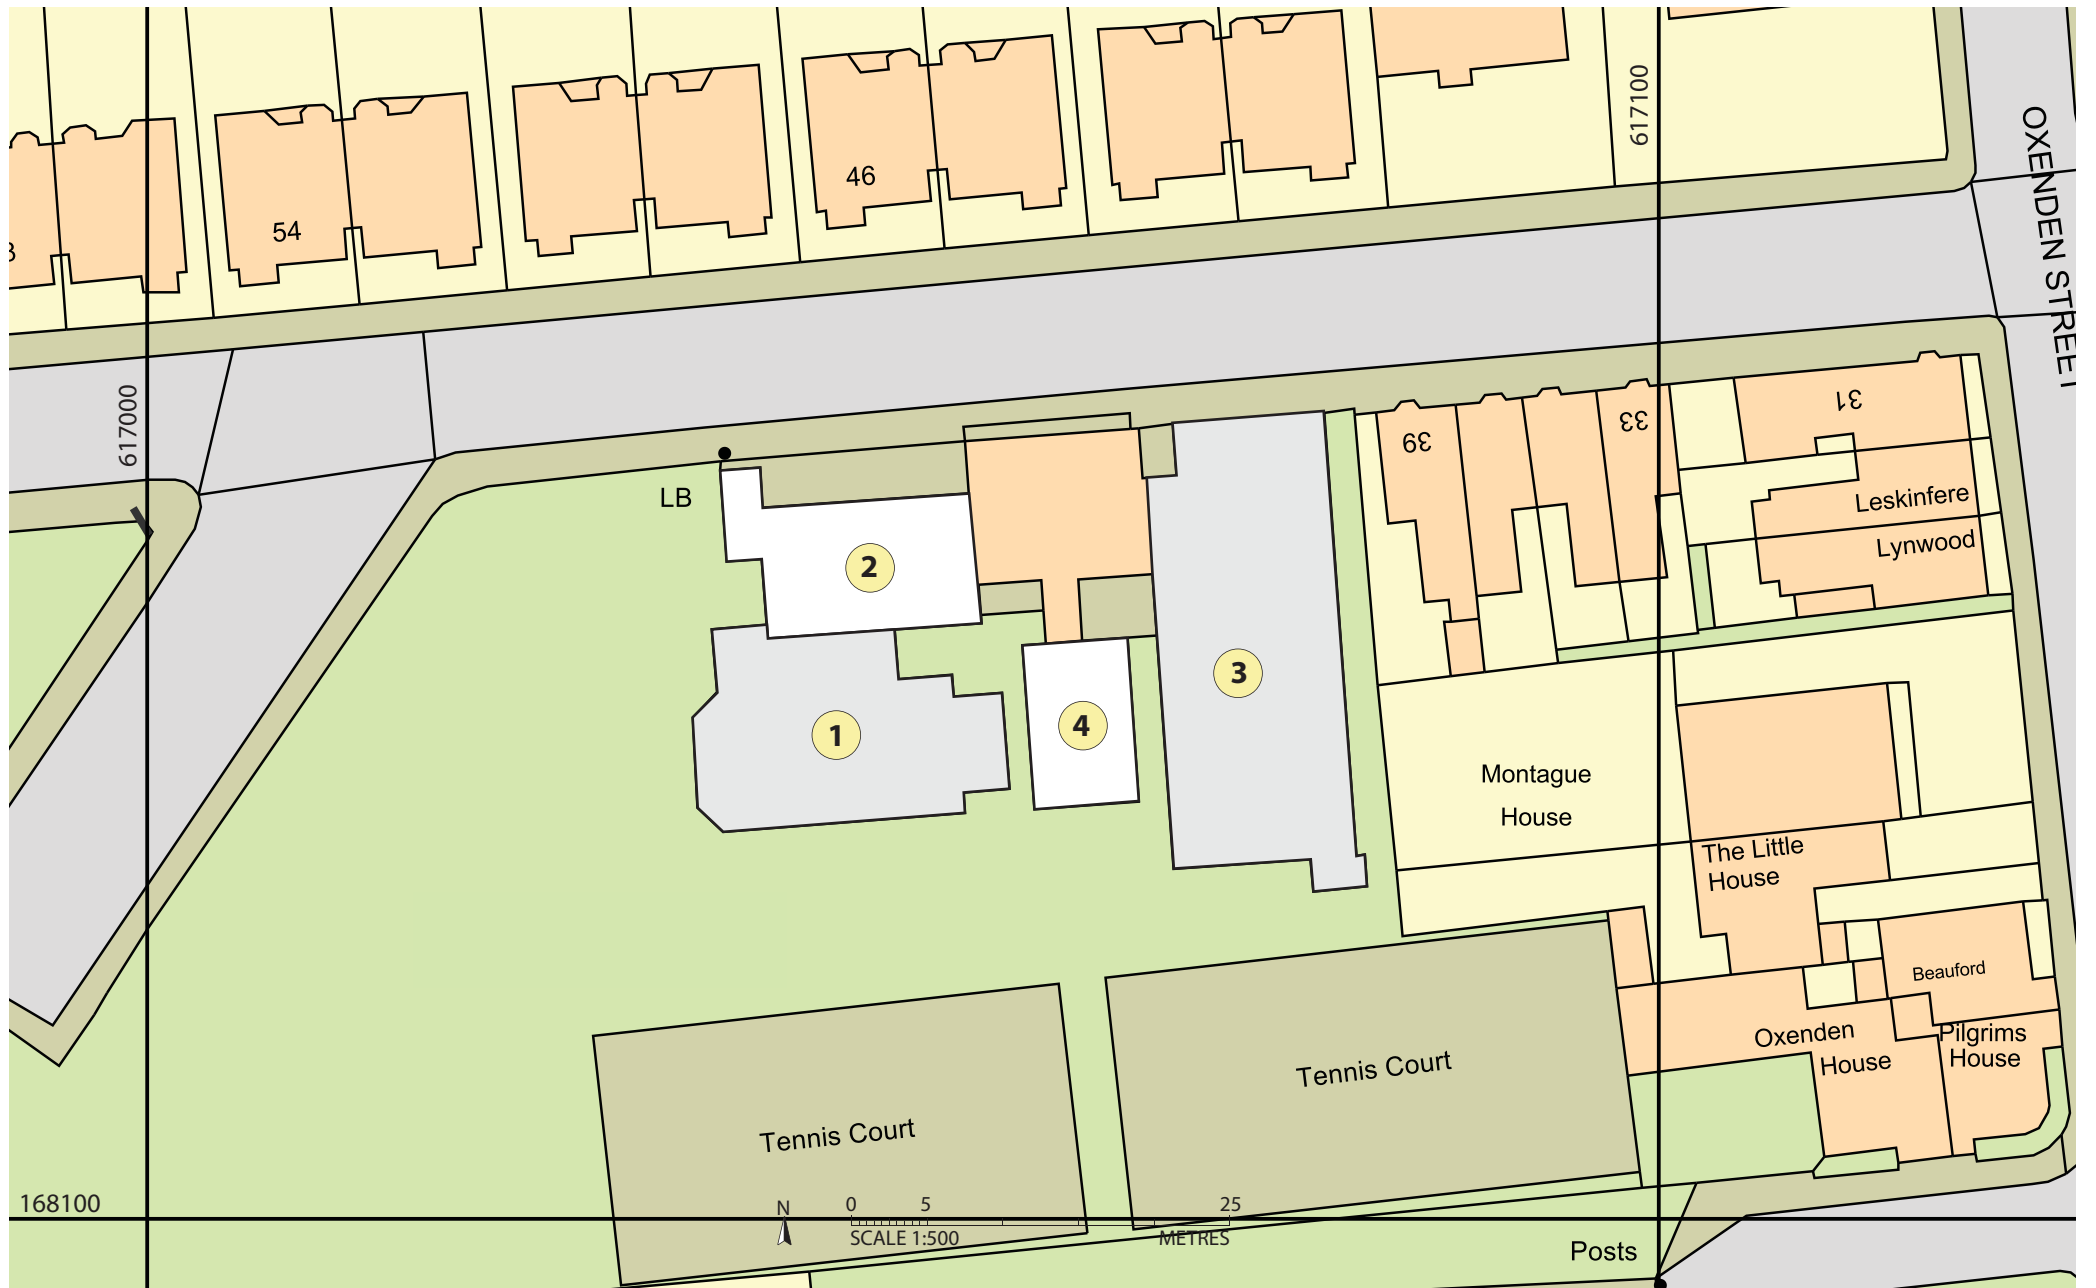 617100
OXENDEN STREET
46
54
617000
31
33
39
LB
Leskinfere
Lynwood
2
3
4
1
Montague
House
The Little
House
Beauford
Oxenden
House
Pilgrims
House
Tennis Court
Tennis Court
168100
N
0 5 25
SCALE 1:500 METRES
Posts